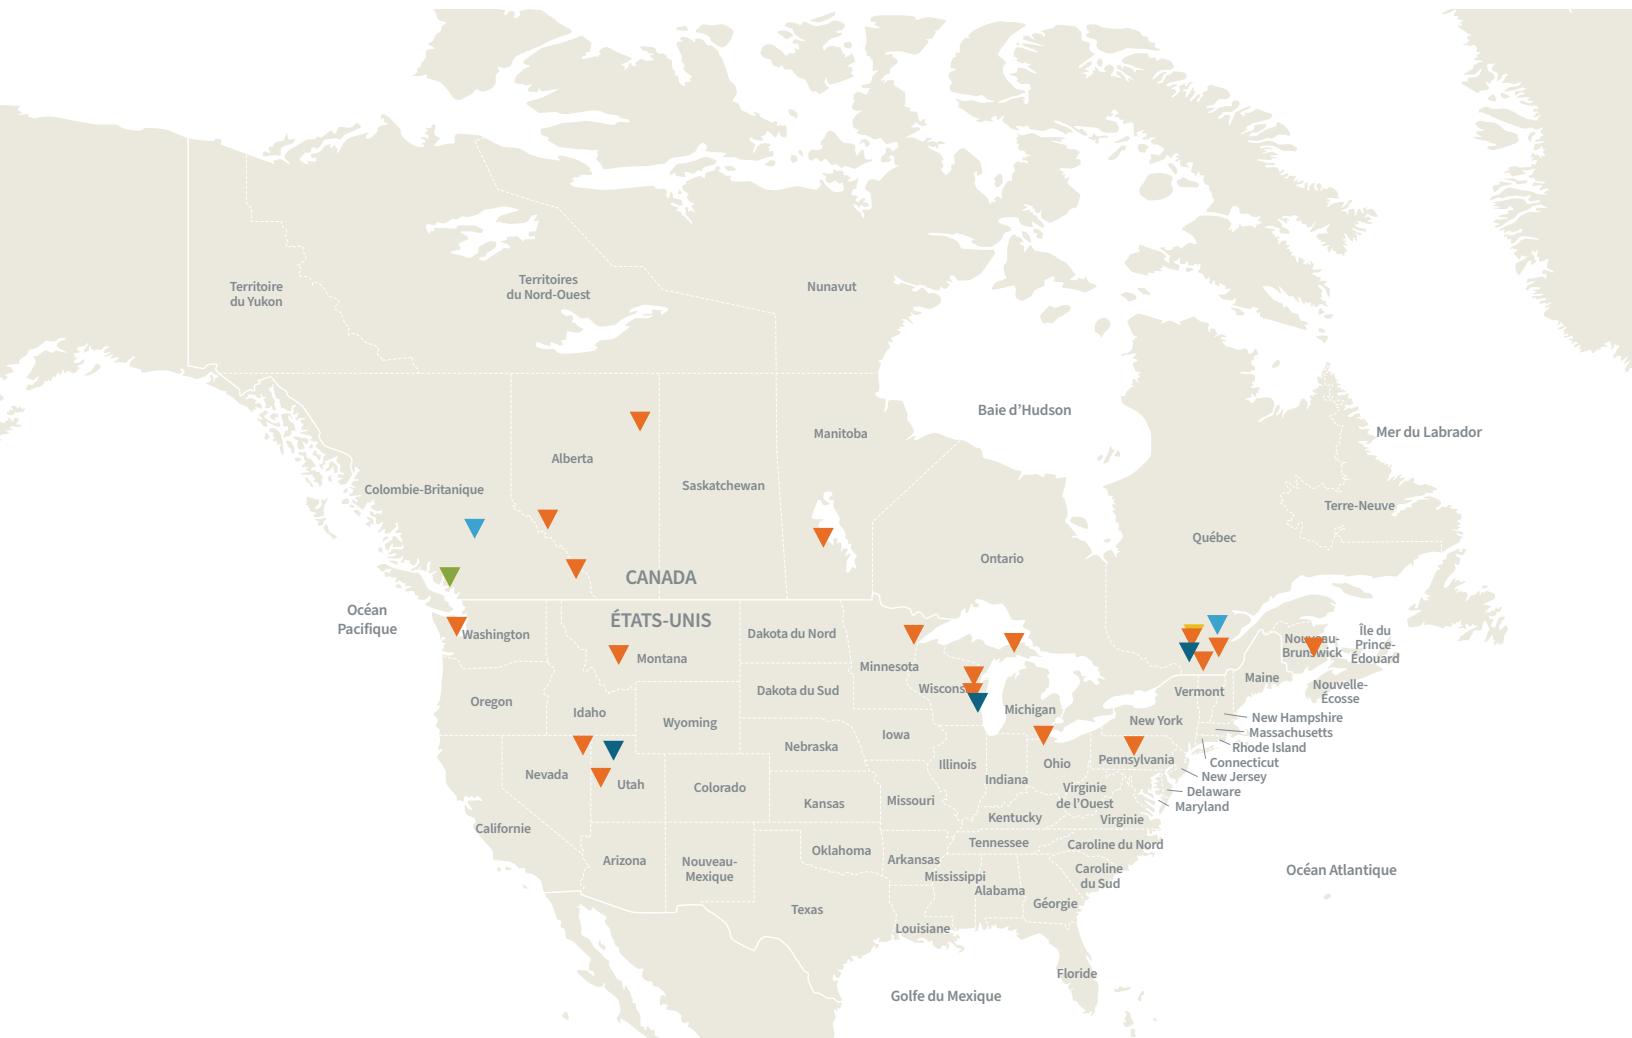 Territoire
du Yukon
Territoires
du Nord-Ouest
Nunavut
Baie d’Hudson
Mer du Labrador
Manitoba
Alberta
Saskatchewan
Colombie-Britanique
Terre-Neuve
Québec
Ontario
CANADA
Océan
Pacifique
ÉTATS-UNIS
Washington
Dakota du Nord
Montana
Minnesota
Nouveau-
Brunswick
Île du
Prince-
Édouard
Maine
Nouvelle-
Écosse
Wisconsin
Dakota du Sud
Vermont
Oregon
Idaho
Michigan
Wyoming
New York
New Hampshire
Massachusetts
Rhode Island
Connecticut
New Jersey
Delaware
Maryland
Iowa
Nebraska
Nevada
Utah
Illinois
Indiana
Ohio
Pennsylvania
Colorado
Kansas
Missouri
Virginie
de l’Ouest
Kentucky
Virginie
Californie
Tennessee
Caroline du Nord
Arizona
Nouveau-
Mexique
Oklahoma
Arkansas
Mississippi
Alabama
Caroline
du Sud
Océan Atlantique
Géorgie
Texas
Louisiane
Floride
Golfe du Mexique